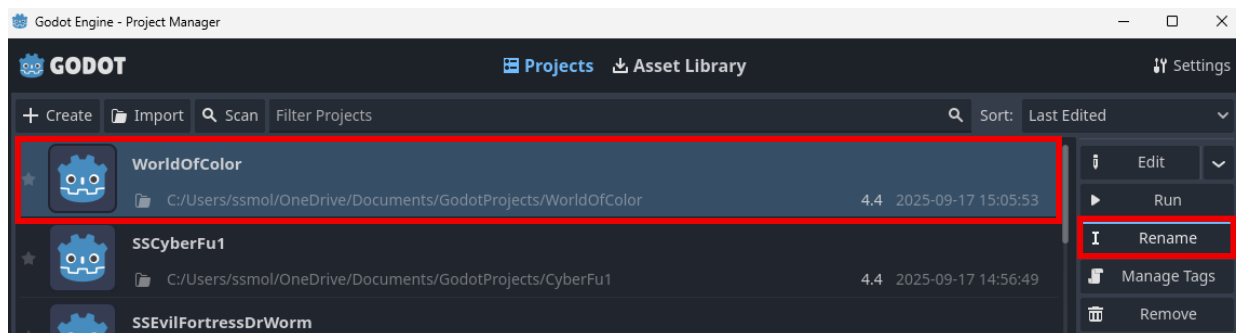 Godot Engine - Project Manager
GODOT Projects Asset Library Settings
+ Create Import Scan Filter Projects Sort: Last Edited
WorldOfColor Edit
C:/Users/ssmol/OneDrive/Documents/GodotProjects/WorldOfColor 4.4 2025-09-17 15:05:53 Run
SSCyberFu1 Rename
C:/Users/ssmol/OneDrive/Documents/GodotProjects/CyberFu1 4.4 2025-09-17 14:56:49 Manage Tags
SSEvilFortressDrWorm Remove